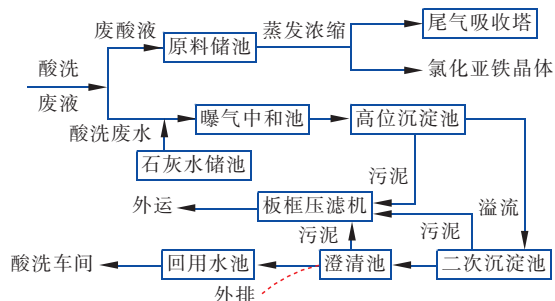 废酸液
原料储池
蒸发浓缩
尾气吸收塔
氯化亚铁晶体
酸洗
废液
酸洗废水
曝气中和池
高位沉淀池
石灰水储池
污泥
外运
板框压滤机
溢流
污泥
污泥
酸洗车间
回用水池
澄清池
二次沉淀池
外排